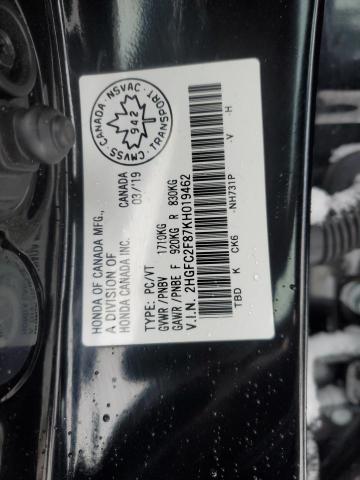 HONDA OF CANADA MFG.,
A DIVISION OF
HONDA CANADA INC.
CANADA
03/'19
CMVSS · CANADA · NSVAC · TRANSPORT
942
TYPE: PC/VT
GVWR /PNBV 1710KG
GAWR /PNBE F 920KG R 830KG
V.I.N. 2HGFC2F87KH019462
-NH731P -V -H
TBD K CK6